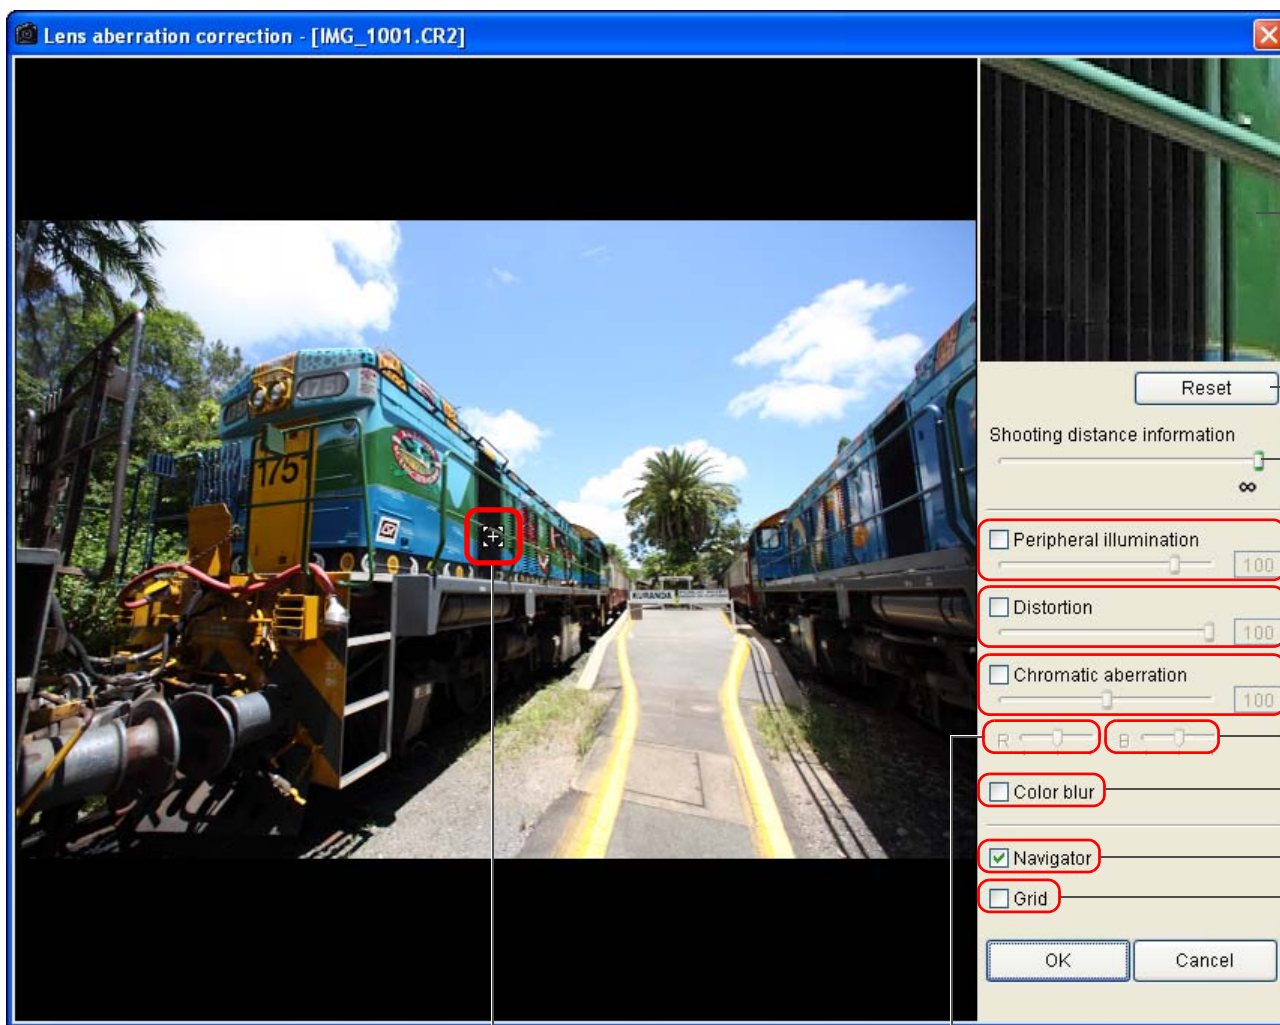 Lens aberration correction - [IMG_1001.CR2]
Reset
Shooting distance information
∞
Peripheral illumination
100
Distortion
100
Chromatic aberration
100
R B
Color blur
Navigator
Grid
OK Cancel
1751
175
KURANDA